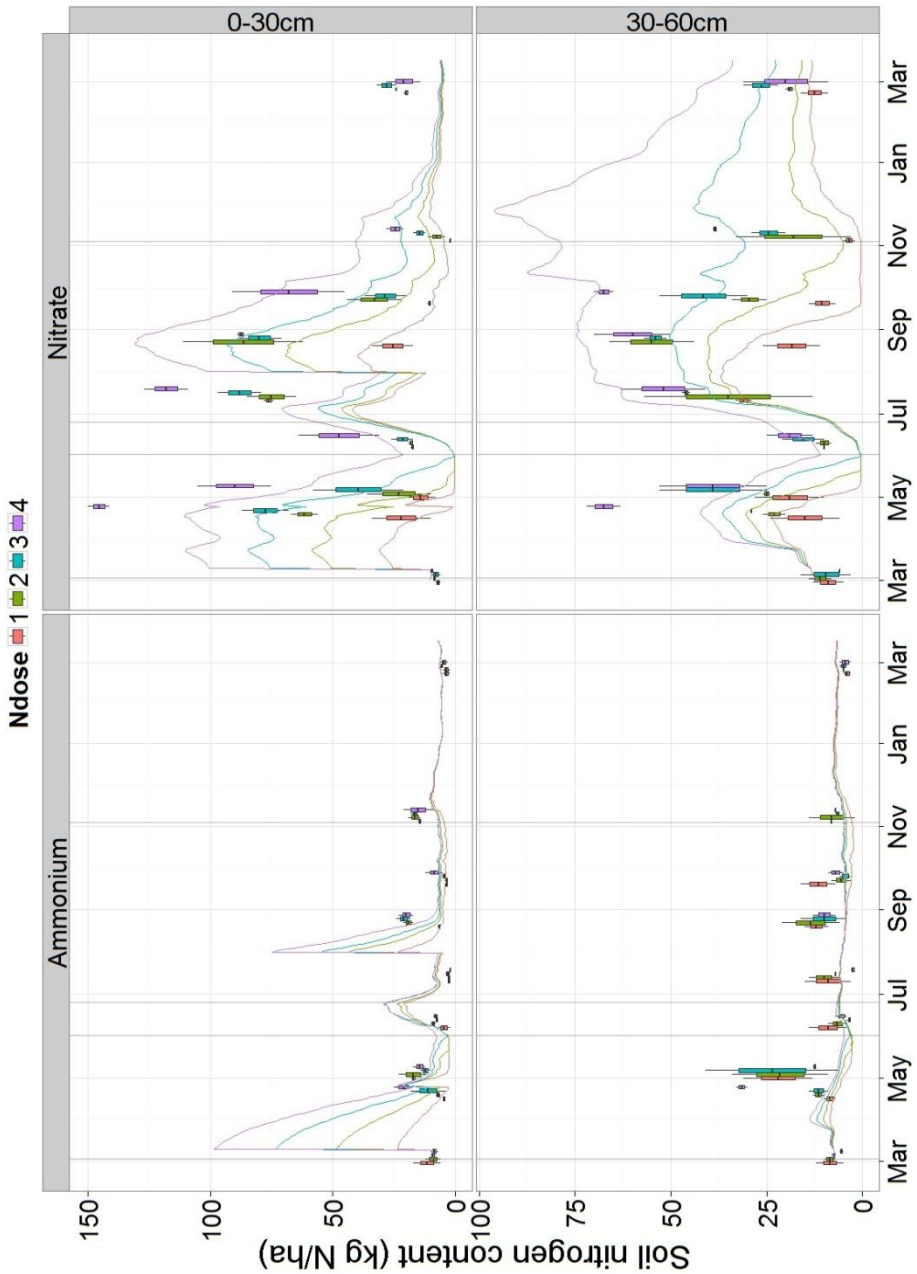 Ndose 1 2 3 4
Ammonium Nitrate
0-30cm
30-60cm
Soil nitrogen content (kg N/ha)
150
100
50
0
100
75
50
25
0
Mar May Jul Sep Nov Jan Mar
Mar May Jul Sep Nov Jan Mar